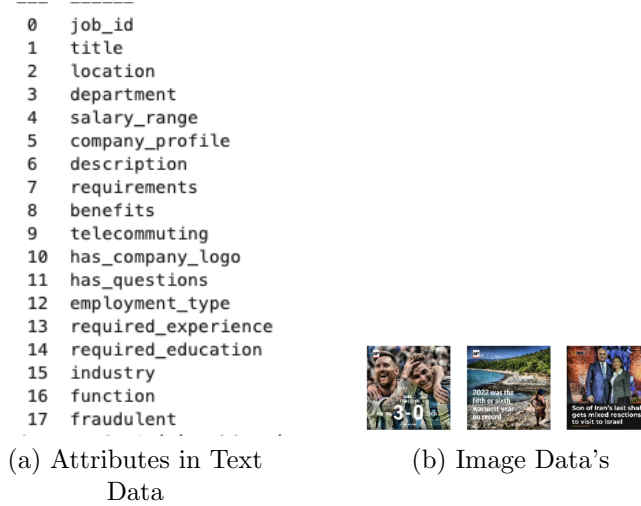 0 job_id
1 title
2 location
3 department
4 salary_range
5 company_profile
6 description
7 requirements
8 benefits
9 telecommuting
10 has_company_logo
11 has_questions
12 employment_type
13 required_experience
14 required_education
15 industry
16 function
17 fraudulent
3-0
2022 was the
fifth or sixth
warmest year
on record
Son of Iran's last shah
gets mixed reactions
to visit to Israel
(a) Attributes in Text
Data
(b) Image Data's